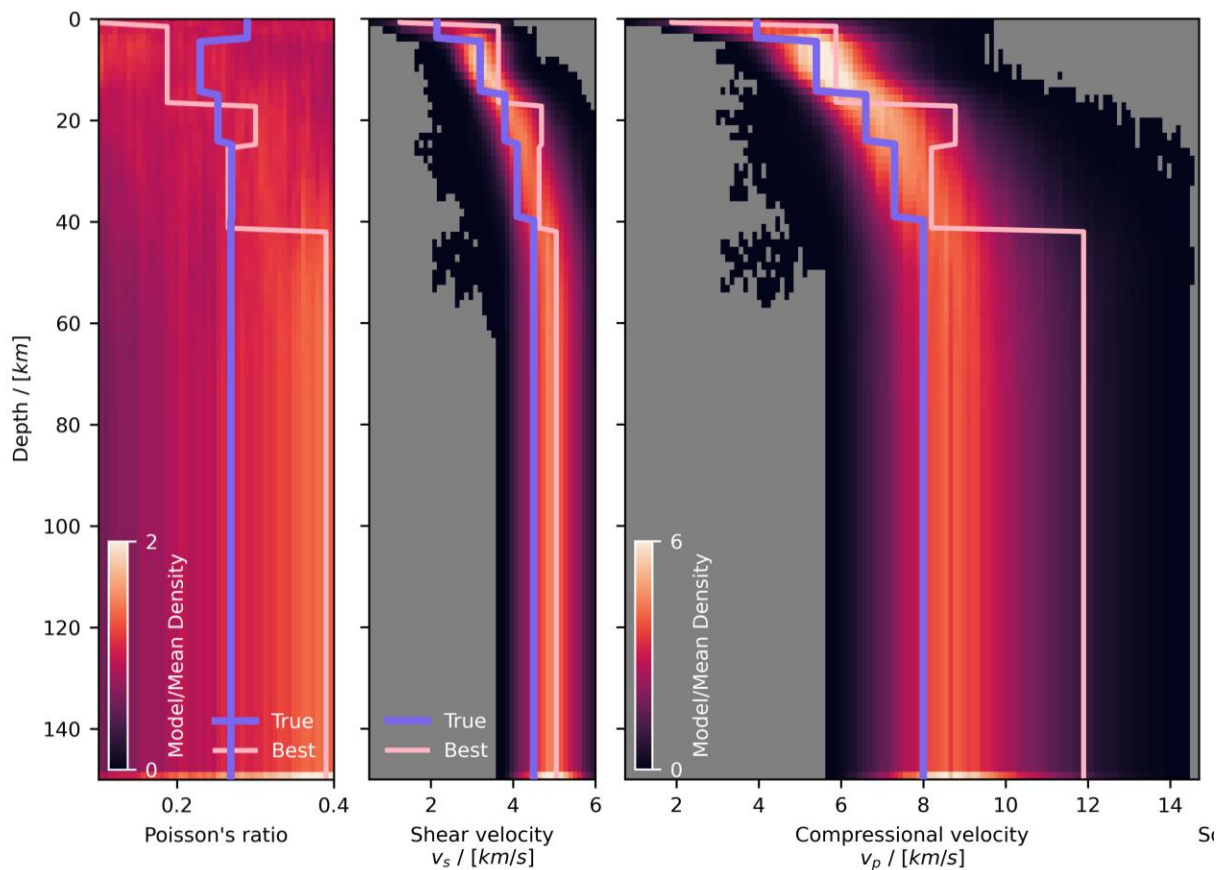 0
20
40
60
80
100
120
140
Depth / [km]
2
0
Model/Mean Density
True
Best
0.2
0.4
Poisson's ratio
True
Best
2
4
6
Shear velocity
v_s / [km/s]
6
0
Model/Mean Density
2
4
6
8
10
12
14
Compressional velocity
v_p / [km/s]